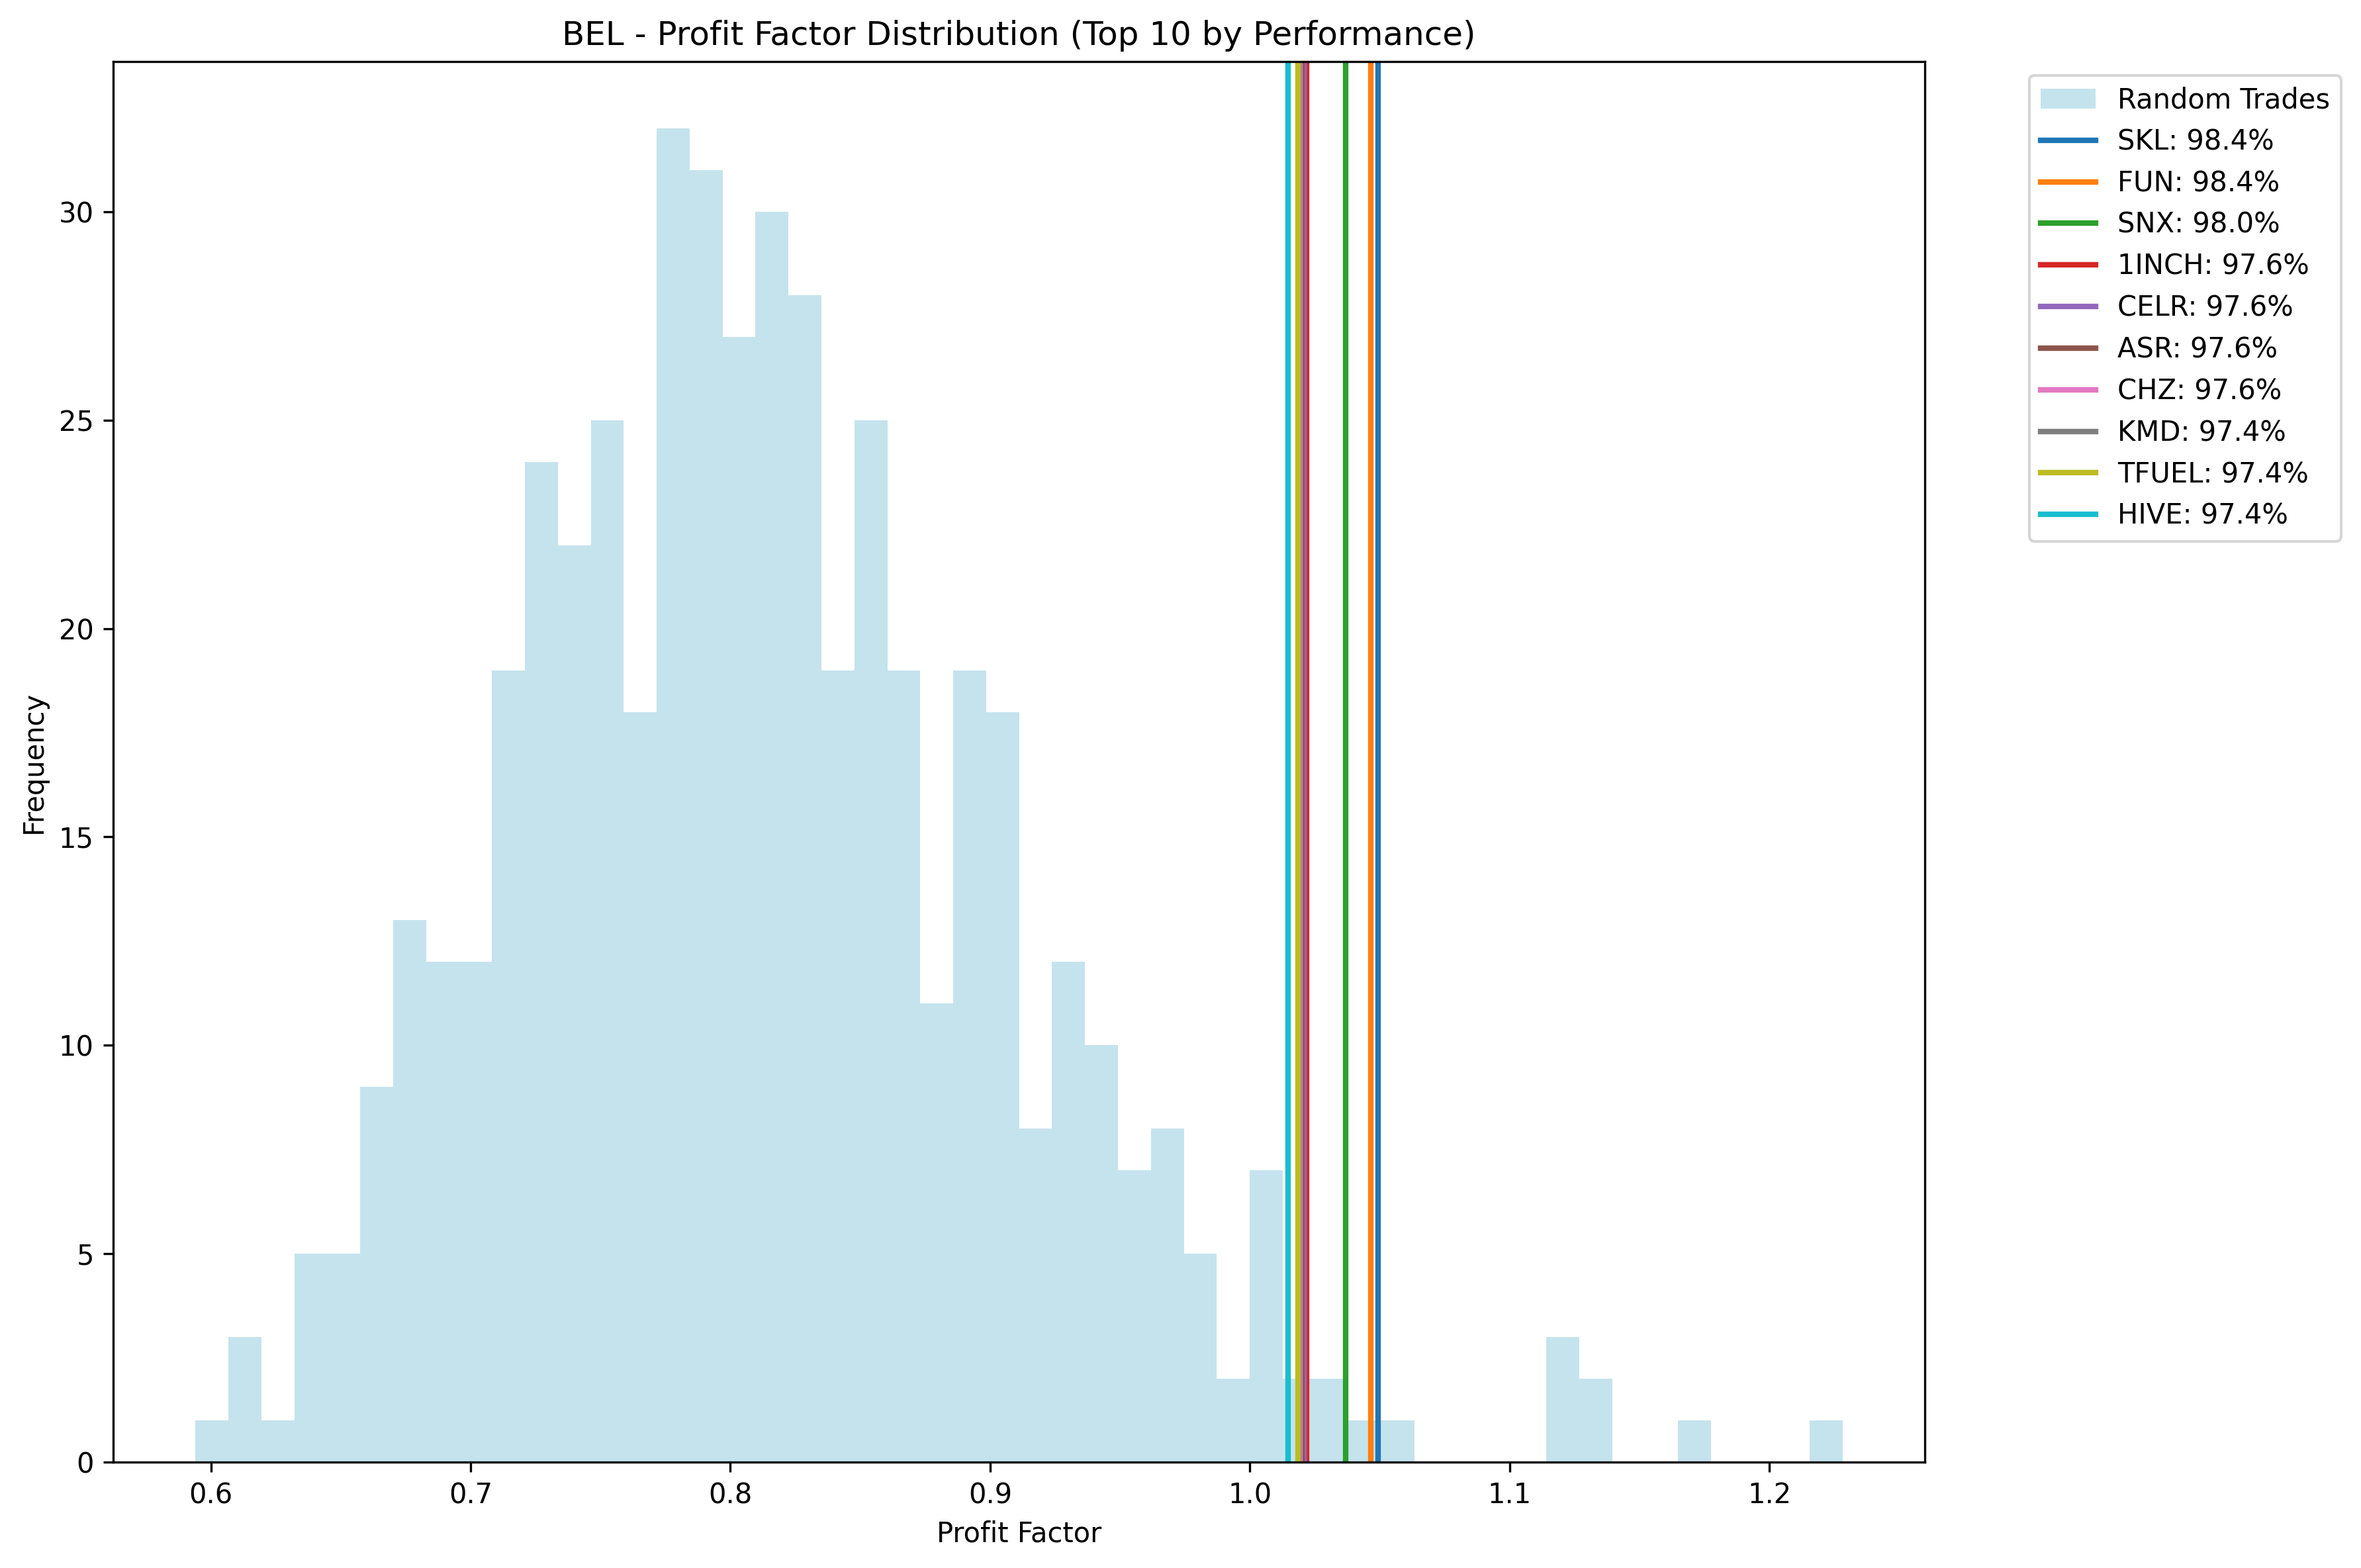 BEL - Profit Factor Distribution (Top 10 by Performance)
Random Trades
SKL: 98.4%
FUN: 98.4%
SNX: 98.0%
1INCH: 97.6%
CELR: 97.6%
ASR: 97.6%
CHZ: 97.6%
KMD: 97.4%
TFUEL: 97.4%
HIVE: 97.4%
Frequency
30
25
20
15
10
5
0
0.6 0.7 0.8 0.9 1.0 1.1 1.2
Profit Factor